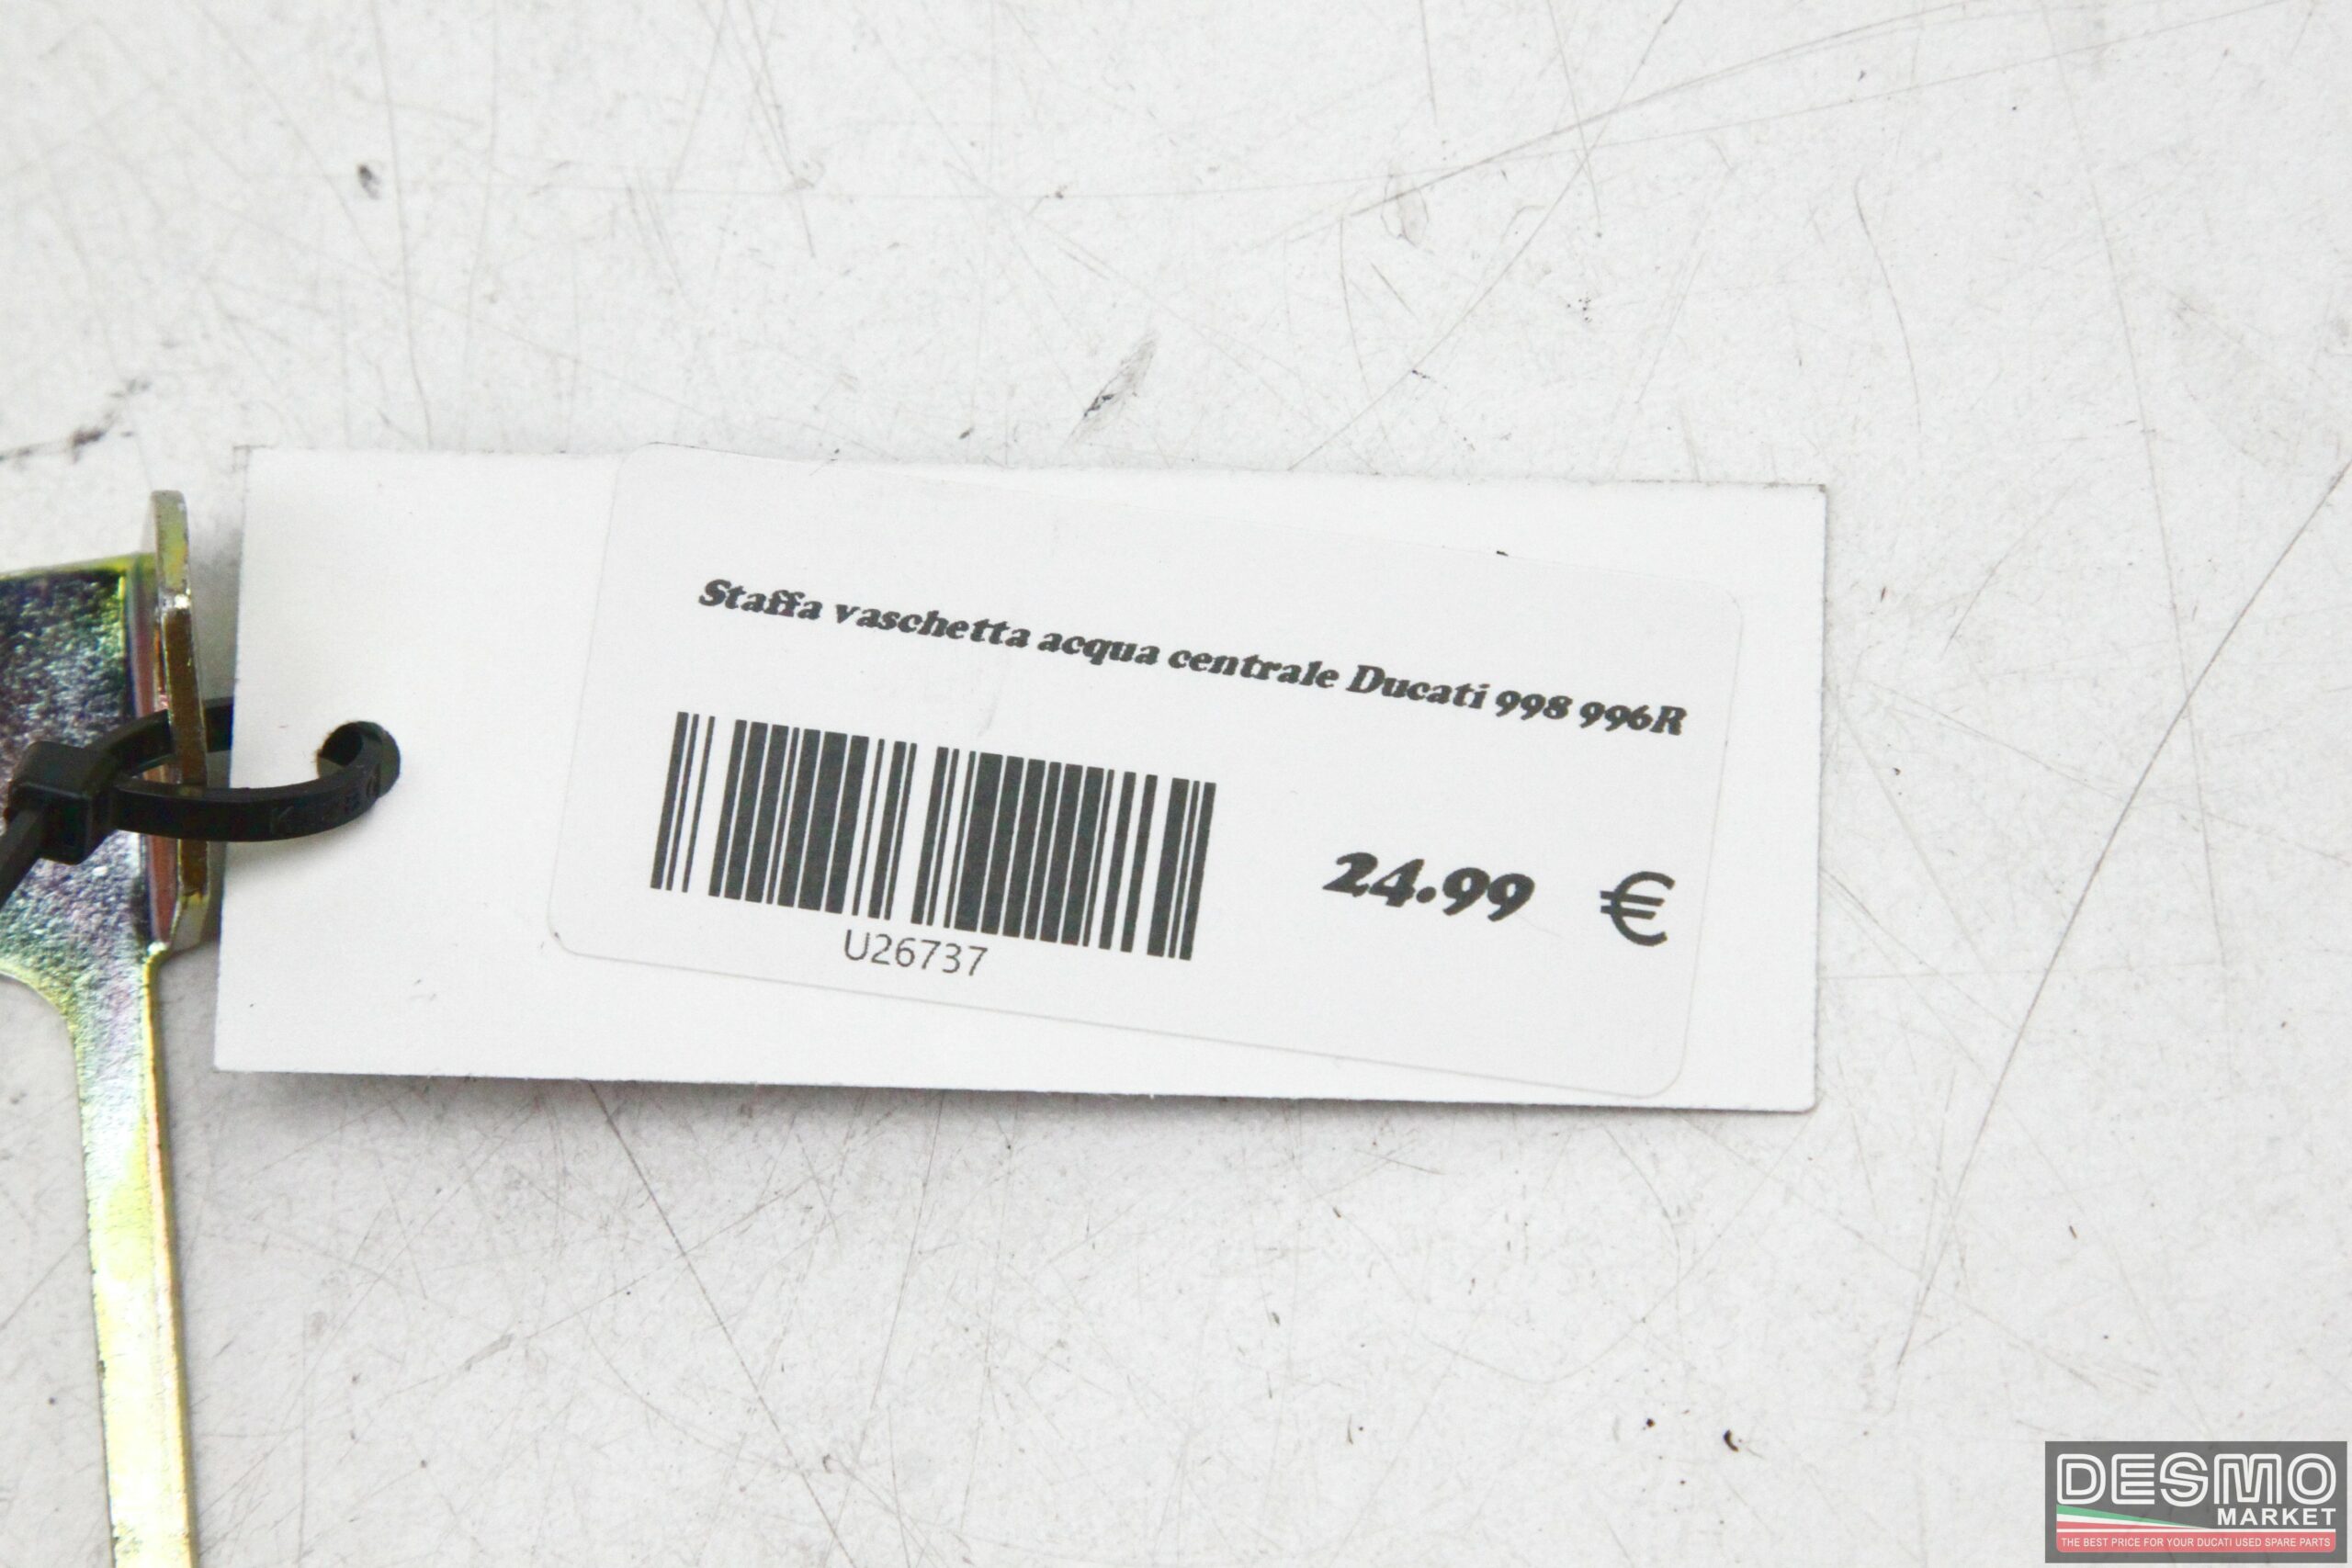 Staffa vaschetta acqua centrale Ducati 998 996R
24.99 €
U26737
DESMO
MARKET
THE BEST PRICE FOR YOUR DUCATI USED SPARE PARTS